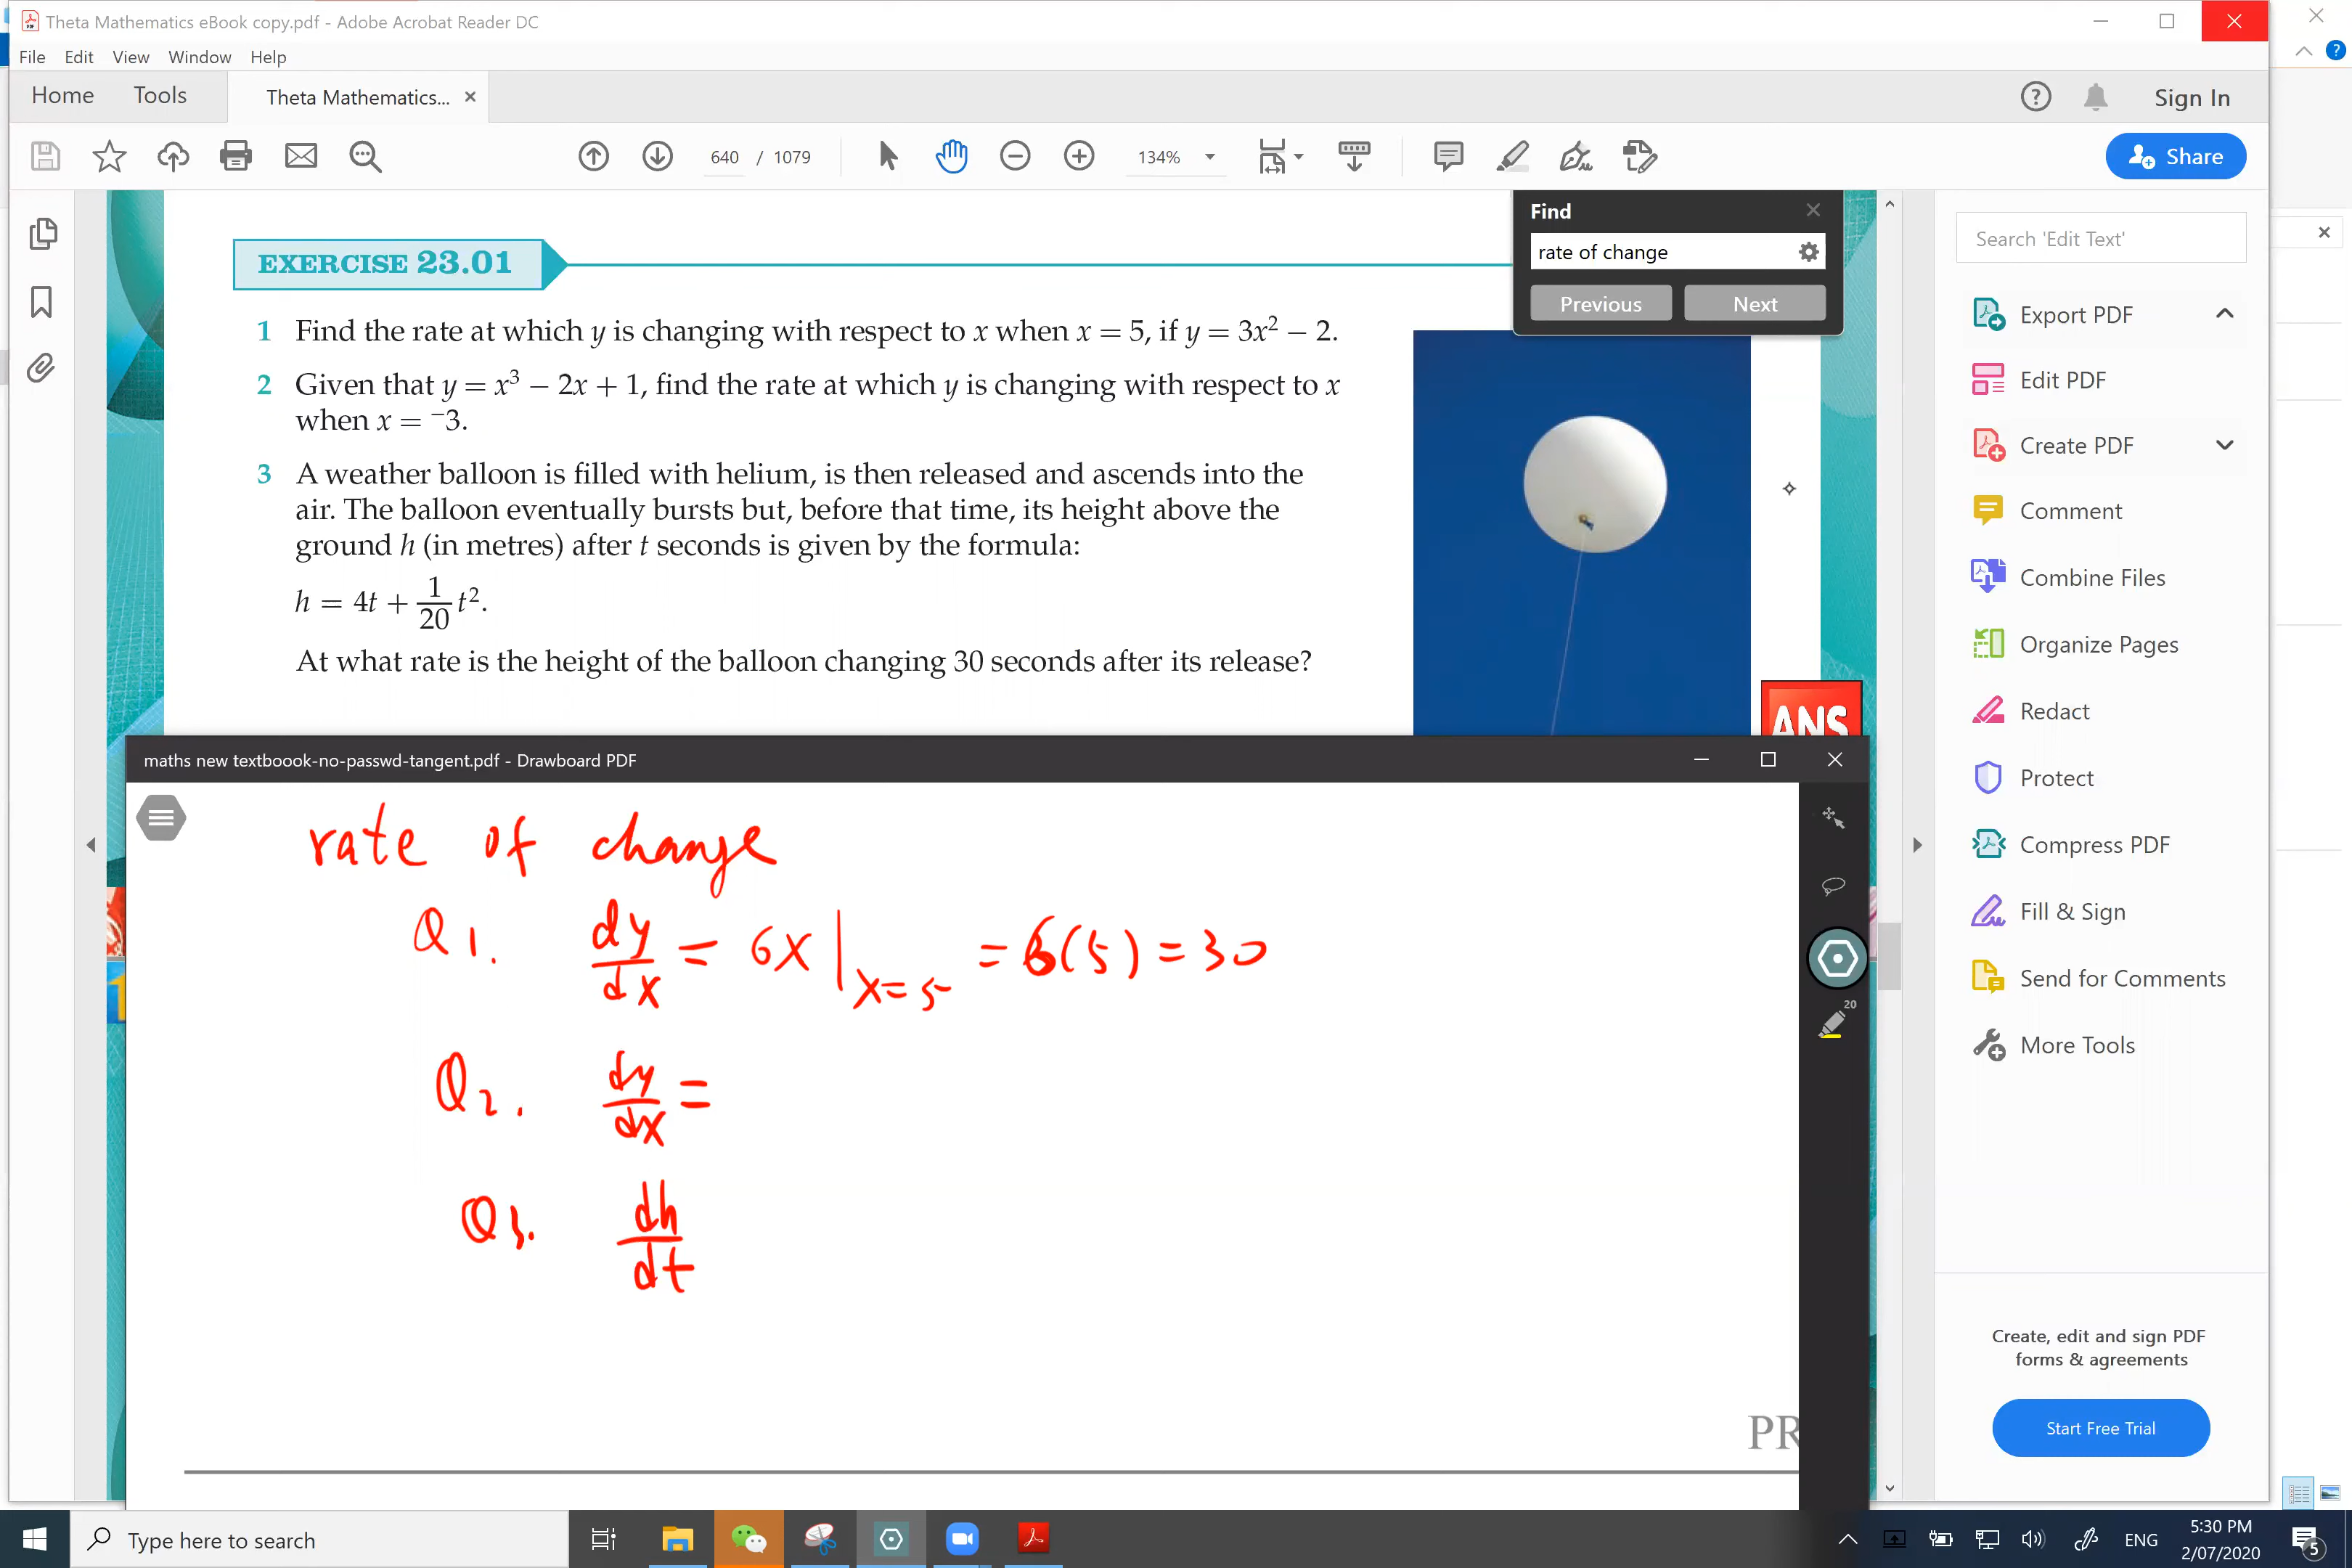 Theta Mathematics eBook copy.pdf - Adobe Acrobat Reader DC
File Edit View Window Help
Home Tools Theta Mathematics... × Sign In
640 / 1079 134% Share
Find
rate of change
Previous Next
EXERCISE 23.01
1 Find the rate at which y is changing with respect to x when x = 5, if y = 3x² − 2.
2 Given that y = x³ − 2x + 1, find the rate at which y is changing with respect to x
when x = ⁻3.
3 A weather balloon is filled with helium, is then released and ascends into the
air. The balloon eventually bursts but, before that time, its height above the
ground h (in metres) after t seconds is given by the formula:
h = 4t + 1/20 t².
At what rate is the height of the balloon changing 30 seconds after its release?
ANS
Search 'Edit Text'
Export PDF
Edit PDF
Create PDF
Comment
Combine Files
Organize Pages
Redact
Protect
Compress PDF
Fill & Sign
Send for Comments
More Tools
Create, edit and sign PDF
forms & agreements
Start Free Trial
maths new textboook-no-passwd-tangent.pdf - Drawboard PDF
rate of change
Q1. dy/dx = 6x |x=5 = 6(5) = 30
Q2. dy/dx =
Q3. dh/dt
20
PR
Type here to search
ENG
5:30 PM
2/07/2020
5